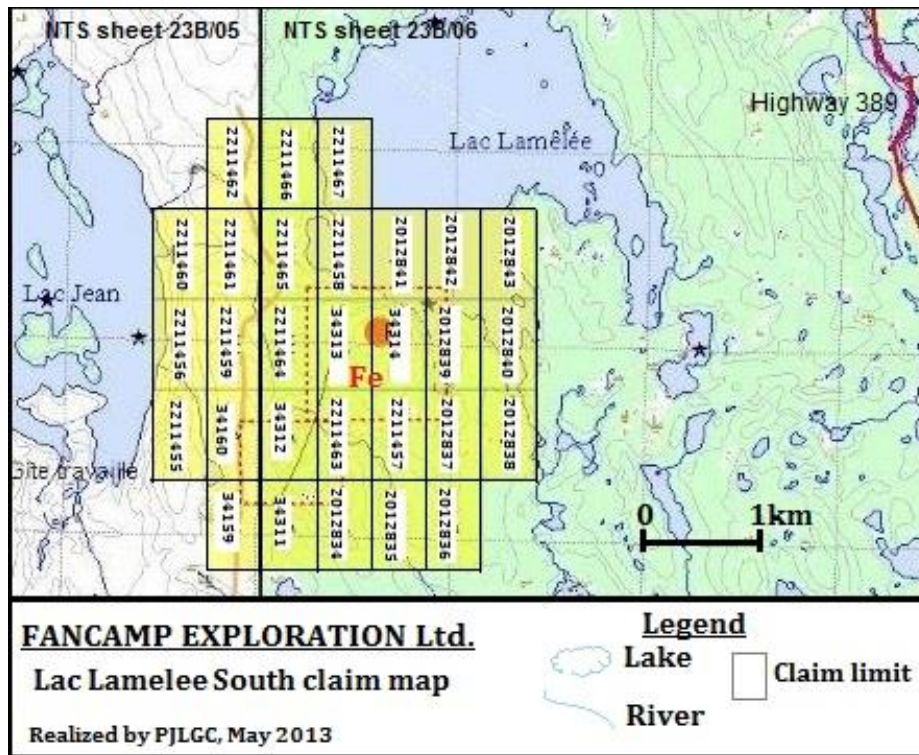 NTS sheet 23B/05
NTS sheet 23B/06
Highway 389
Lac Lamêlée
2211462
2211466
2211467
2211460
2211461
2211465
2211458
2012841
2012842
2012843
Lac Jean
2211456
2211459
2211464
34313
34314
2012839
2012840
Fe
2211455
34160
34312
2211463
2211457
2012837
2012838
Gîte travaillé
34159
34311
2012834
2012835
2012836
0 1km
FANCAMP EXPLORATION Ltd.
Lac Lamelee South claim map
Realized by PJLGC, May 2013
Legend
Lake
River
Claim limit